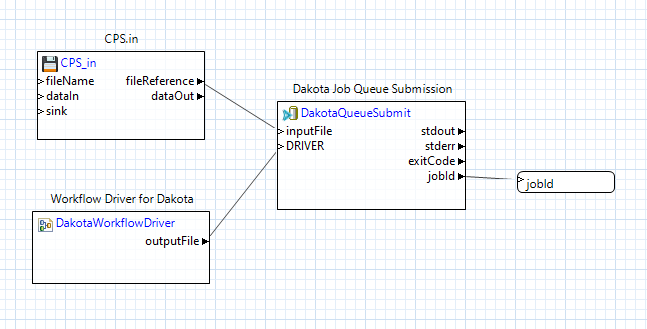 CPS.in
CPS_in
fileName fileReference
dataIn dataOut
sink
Dakota Job Queue Submission
DakotaQueueSubmit
inputFile stdout
DRIVER stderr
exitCode
jobId
jobId
Workflow Driver for Dakota
DakotaWorkflowDriver
outputFile